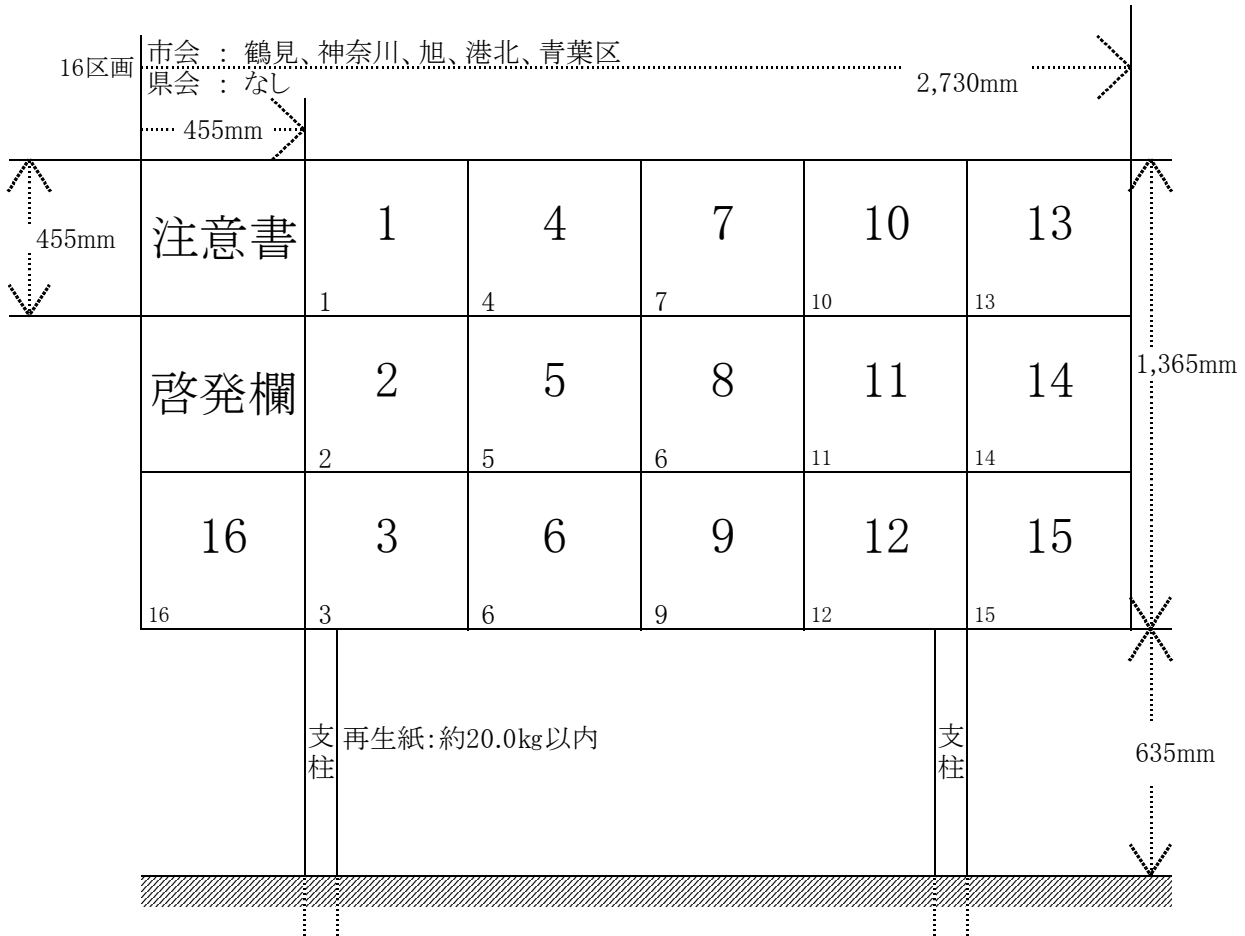 市会 : 鶴見、神奈川、旭、港北、青葉区
16区画
県会 : なし
2,730mm
455mm
455mm
注意書 1 4 7 10 13
1 4 7 10 13
1,365mm
啓発欄 2 5 8 11 14
2 5 6 11 14
16 3 6 9 12 15
16 3 6 9 12 15
支柱
再生紙:約20.0㎏以内
支柱
635mm